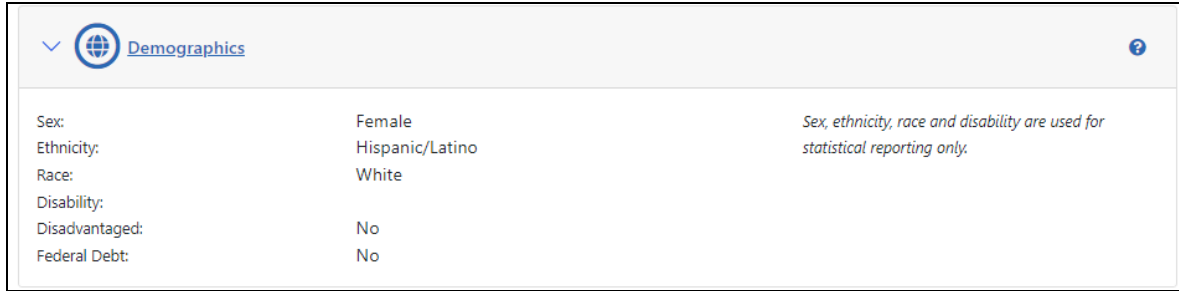 Demographics
Sex: Female
Ethnicity: Hispanic/Latino
Race: White
Disability:
Disadvantaged: No
Federal Debt: No
Sex, ethnicity, race and disability are used for
statistical reporting only.